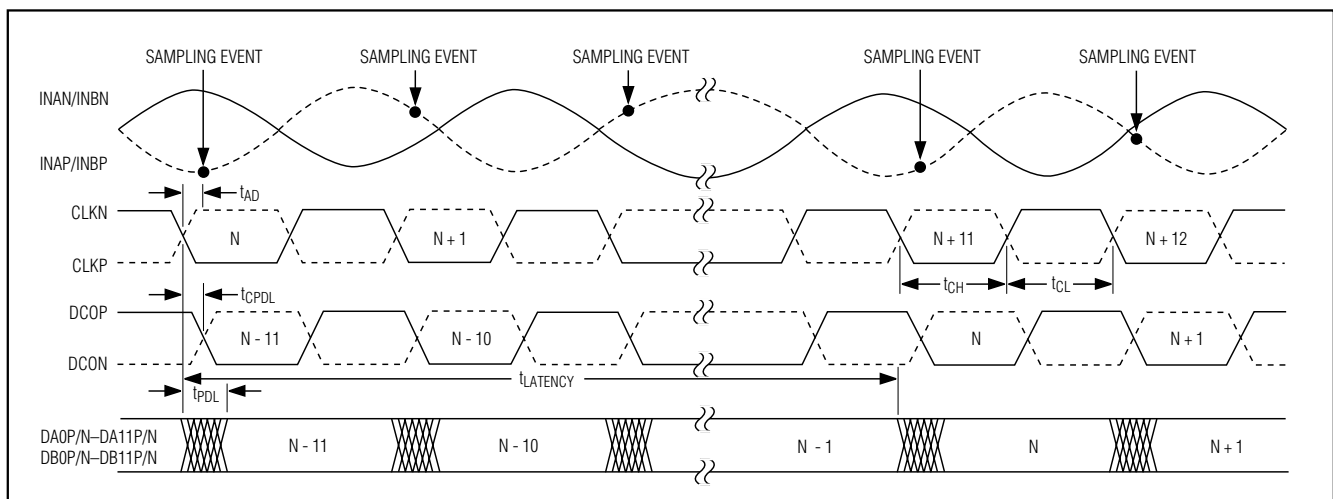 SAMPLING EVENT SAMPLING EVENT SAMPLING EVENT SAMPLING EVENT SAMPLING EVENT
INAN/INBN
INAP/INBP
tAD
CLKN
N N + 1 N + 11 N + 12
CLKP
tCH tCL
tCPDL
DCOP
N - 11 N - 10 N N + 1
DCON
tLATENCY
tPDL
DA0P/N–DA11P/N
DB0P/N–DB11P/N
N - 11 N - 10 N - 1 N N + 1